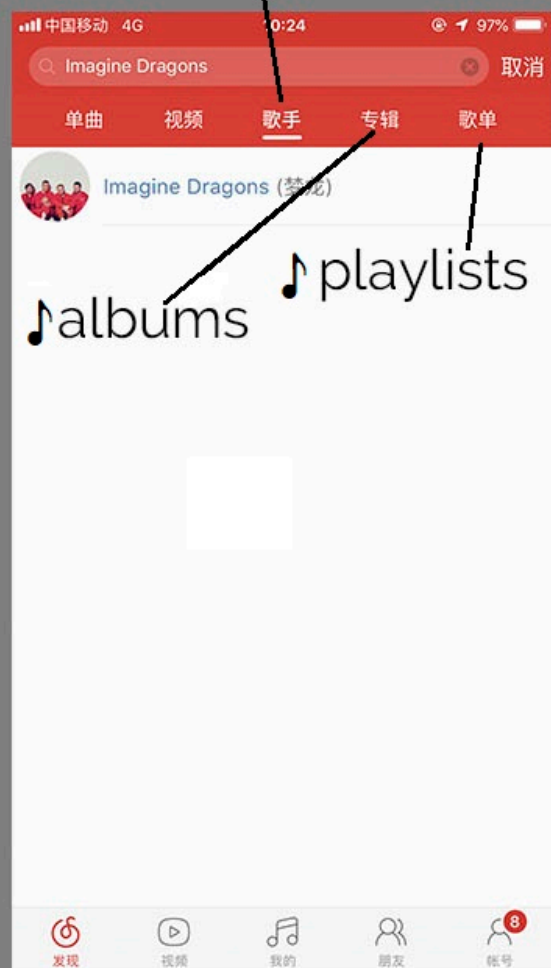 中国移动 4G 10:24 97%
Imagine Dragons 取消
单曲 视频 歌手 专辑 歌单
Imagine Dragons (梦龙)
playlists
albums
8
发现 视频 我的 朋友 帐号